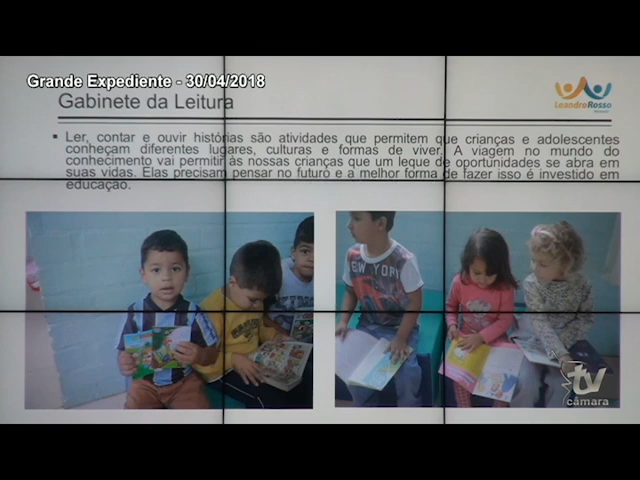 Grande Expediente - 30/04/2018
Gabinete da Leitura
LeandroRosso
▪ Ler, contar e ouvir histórias são atividades que permitem que crianças e adolescentes
conheçam diferentes lugares, culturas e formas de viver. A viagem no mundo do
conhecimento vai permitir às nossas crianças que um leque de oportunidades se abra em
suas vidas. Elas precisam pensar no futuro e a melhor forma de fazer isso é investido em
educação.
NEW YORK
tv
câmara